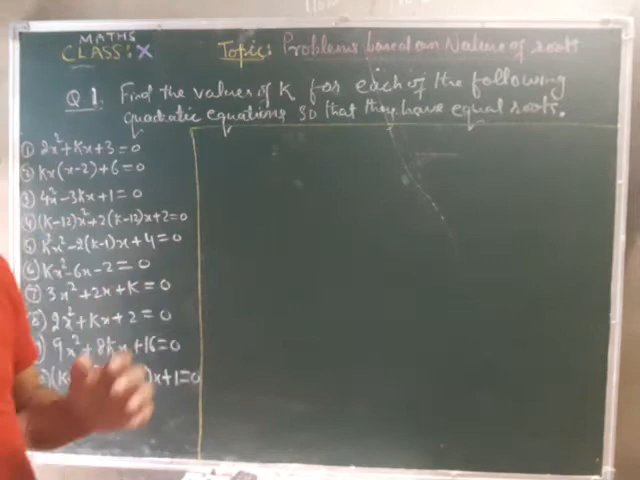 MATHS
CLASS: X
Topic: Problems based on Nature of roots
Q 1. Find the values of K for each of the following
quadratic equations so that they have equal roots.
① 2x²+Kx+3=0
② Kx(x-2)+6=0
③ 4x²-3Kx+1=0
④ (K-12)x²+2(K-12)x+2=0
⑤ K²x²-2(K-1)x+4=0
⑥ Kx²-6x-2=0
⑦ 3x²+2x+K=0
⑧ 2x²+Kx+2=0
9x²+8Kx+16=0
(K x+1=0